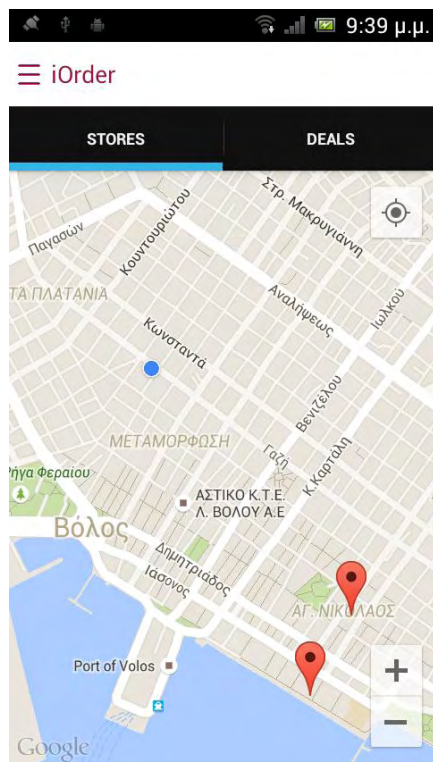 9:39 μ.μ.
iOrder
STORES
DEALS
Στρ. Μακρυγιάννη
Παγασών
Κουντουριώτου
Αναλήψεως
Ιωλκού
ΤΑ ΠΛΑΤΑΝΙΑ
Κωνσταντά
Βενιζέλου
ΜΕΤΑΜΟΡΦΩΣΗ
Γαζή
Κ.Καρτάλη
Ρήγα Φεραίου
ΑΣΤΙΚΟ Κ.Τ.Ε.
Λ. ΒΟΛΟΥ Α.Ε
Βόλος
Δημητριάδος
Ιάσονος
ΑΓ. ΝΙΚΟΛΑΟΣ
Port of Volos
+
−
Google